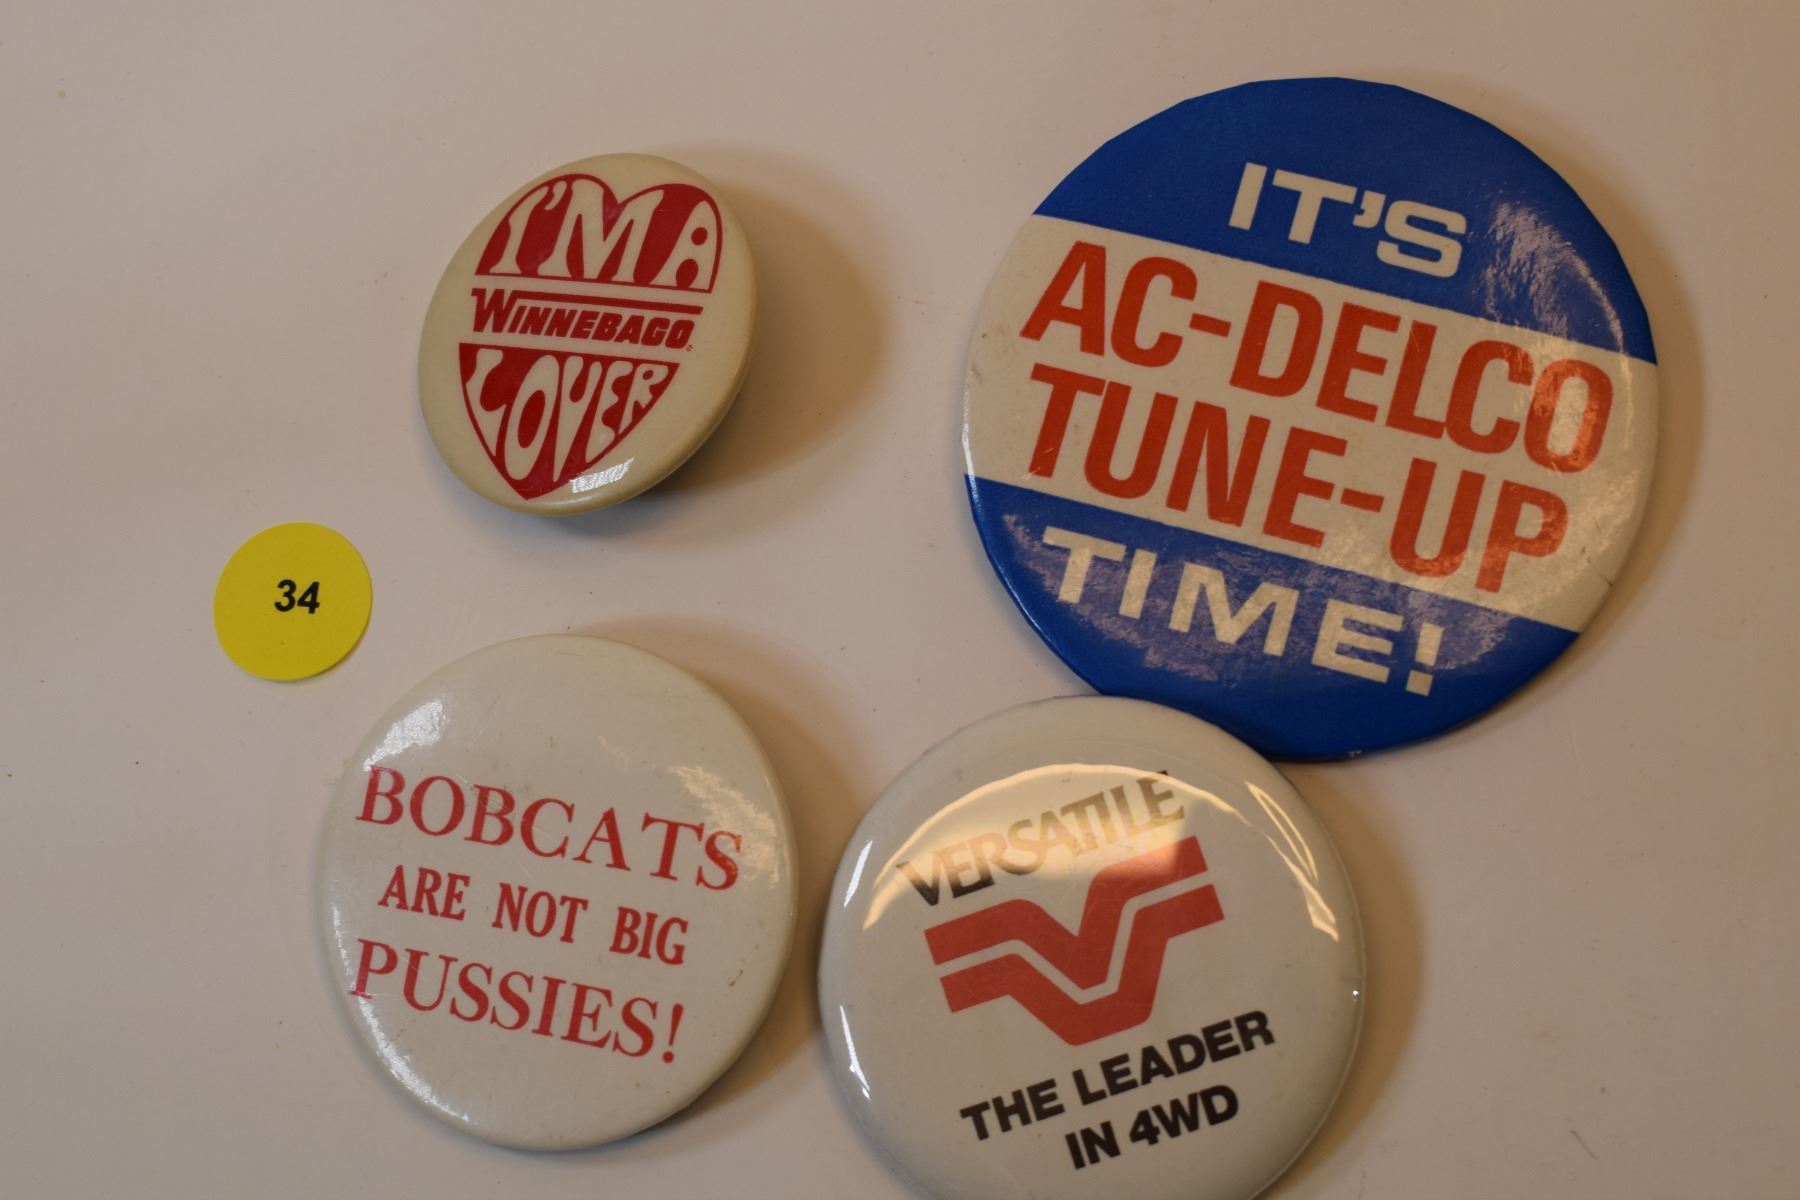 I'M A
WINNEBAGO
LOVER
IT'S
AC-DELCO
TUNE-UP
TIME!
34
BOBCATS
ARE NOT BIG
PUSSIES!
VERSATILE
THE LEADER
IN 4WD